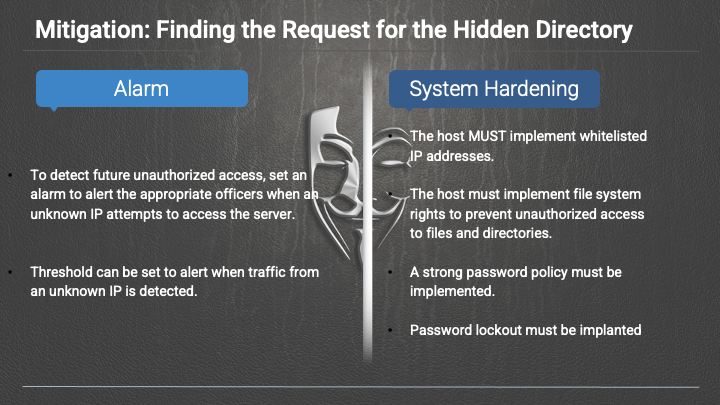 Mitigation: Finding the Request for the Hidden Directory
Alarm
• To detect future unauthorized access, set an
alarm to alert the appropriate officers when an
unknown IP attempts to access the server.
• Threshold can be set to alert when traffic from
an unknown IP is detected.
System Hardening
• The host MUST implement whitelisted
IP addresses.
• The host must implement file system
rights to prevent unauthorized access
to files and directories.
• A strong password policy must be
implemented.
• Password lockout must be implanted